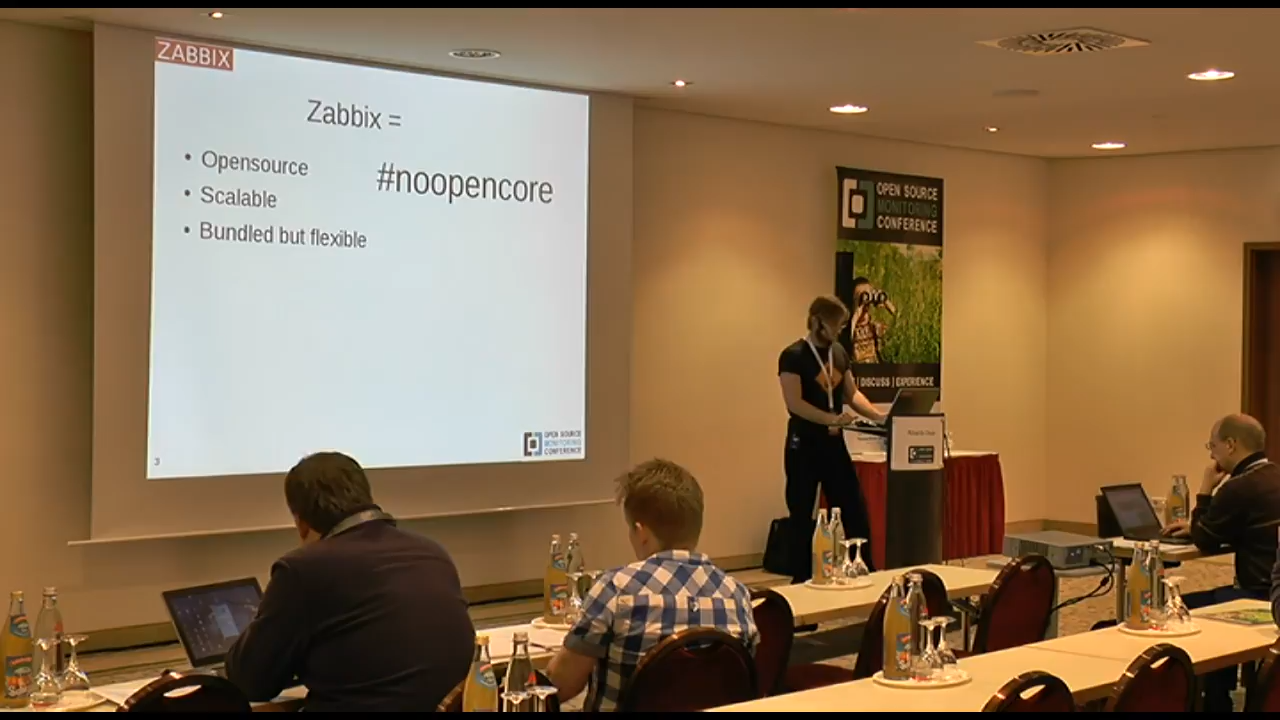 ZABBIX
Zabbix =
• Opensource
• Scalable
• Bundled but flexible
#noopencore
3
OPEN SOURCE
MONITORING
CONFERENCE
OPEN SOURCE
MONITORING
CONFERENCE
| DISCUSS | EXPERIENCE